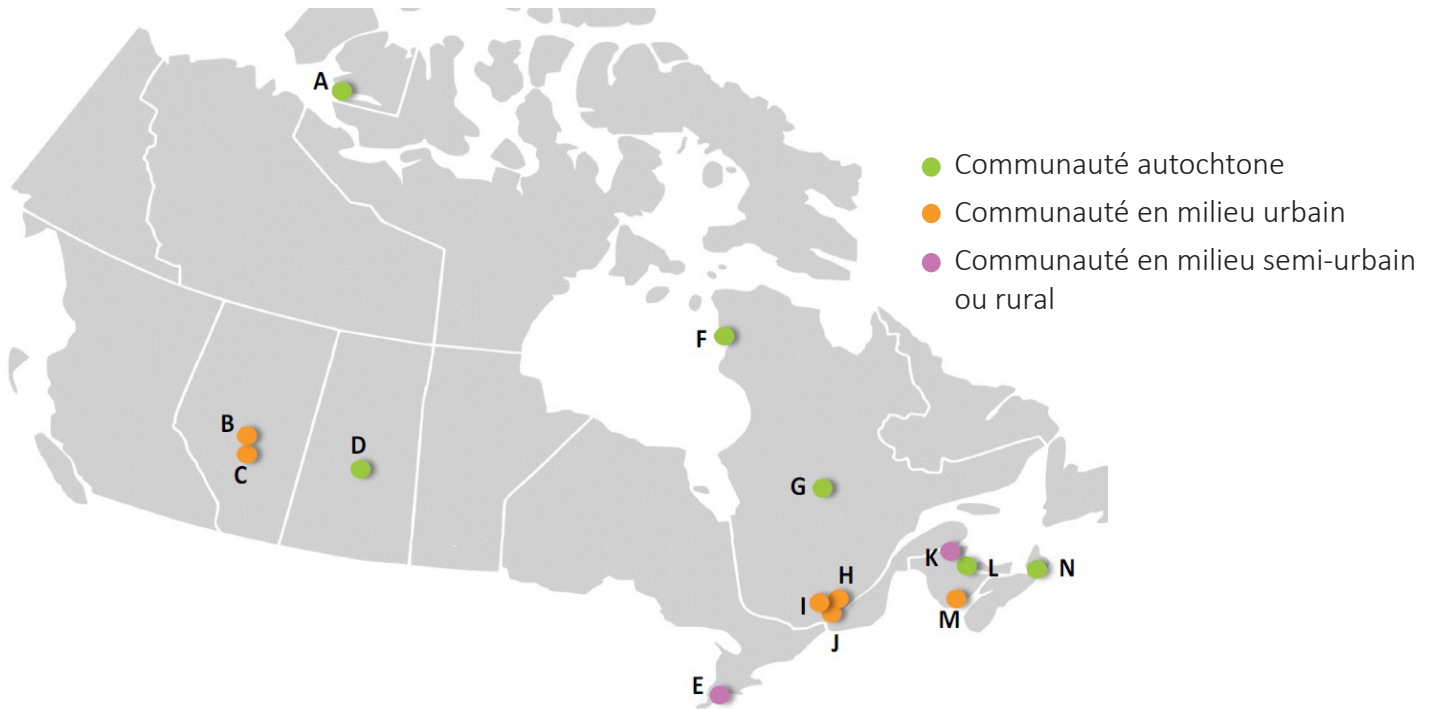 A
Communauté autochtone
Communauté en milieu urbain
Communauté en milieu semi-urbain
ou rural
F
B
D
C
G
K
L
N
H
I
M
J
E